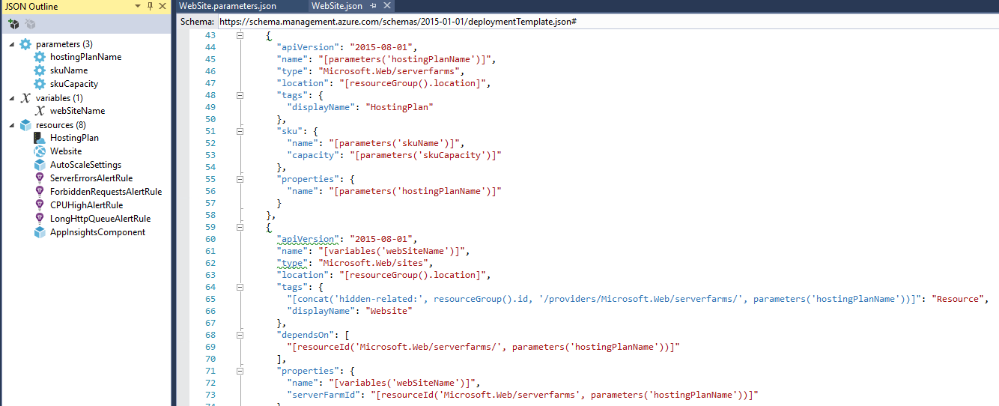 JSON Outline
parameters (3)
hostingPlanName
skuName
skuCapacity
variables (1)
webSiteName
resources (8)
HostingPlan
Website
AutoScaleSettings
ServerErrorsAlertRule
ForbiddenRequestsAlertRule
CPUHighAlertRule
LongHttpQueueAlertRule
AppInsightsComponent
WebSite.parameters.json WebSite.json
Schema: https://schema.management.azure.com/schemas/2015-01-01/deploymentTemplate.json#
43 {
44 "apiVersion": "2015-08-01",
45 "name": "[parameters('hostingPlanName')]",
46 "type": "Microsoft.Web/serverfarms",
47 "location": "[resourceGroup().location]",
48 "tags": {
49 "displayName": "HostingPlan"
50 },
51 "sku": {
52 "name": "[parameters('skuName')]",
53 "capacity": "[parameters('skuCapacity')]"
54 },
55 "properties": {
56 "name": "[parameters('hostingPlanName')]"
57 }
58 },
59 {
60 "apiVersion": "2015-08-01",
61 "name": "[variables('webSiteName')]",
62 "type": "Microsoft.Web/sites",
63 "location": "[resourceGroup().location]",
64 "tags": {
65 "[concat('hidden-related:', resourceGroup().id, '/providers/Microsoft.Web/serverfarms/', parameters('hostingPlanName'))]": "Resource",
66 "displayName": "Website"
67 },
68 "dependsOn": [
69 "[resourceId('Microsoft.Web/serverfarms/', parameters('hostingPlanName'))]"
70 ],
71 "properties": {
72 "name": "[variables('webSiteName')]",
73 "serverFarmId": "[resourceId('Microsoft.Web/serverfarms', parameters('hostingPlanName'))]"